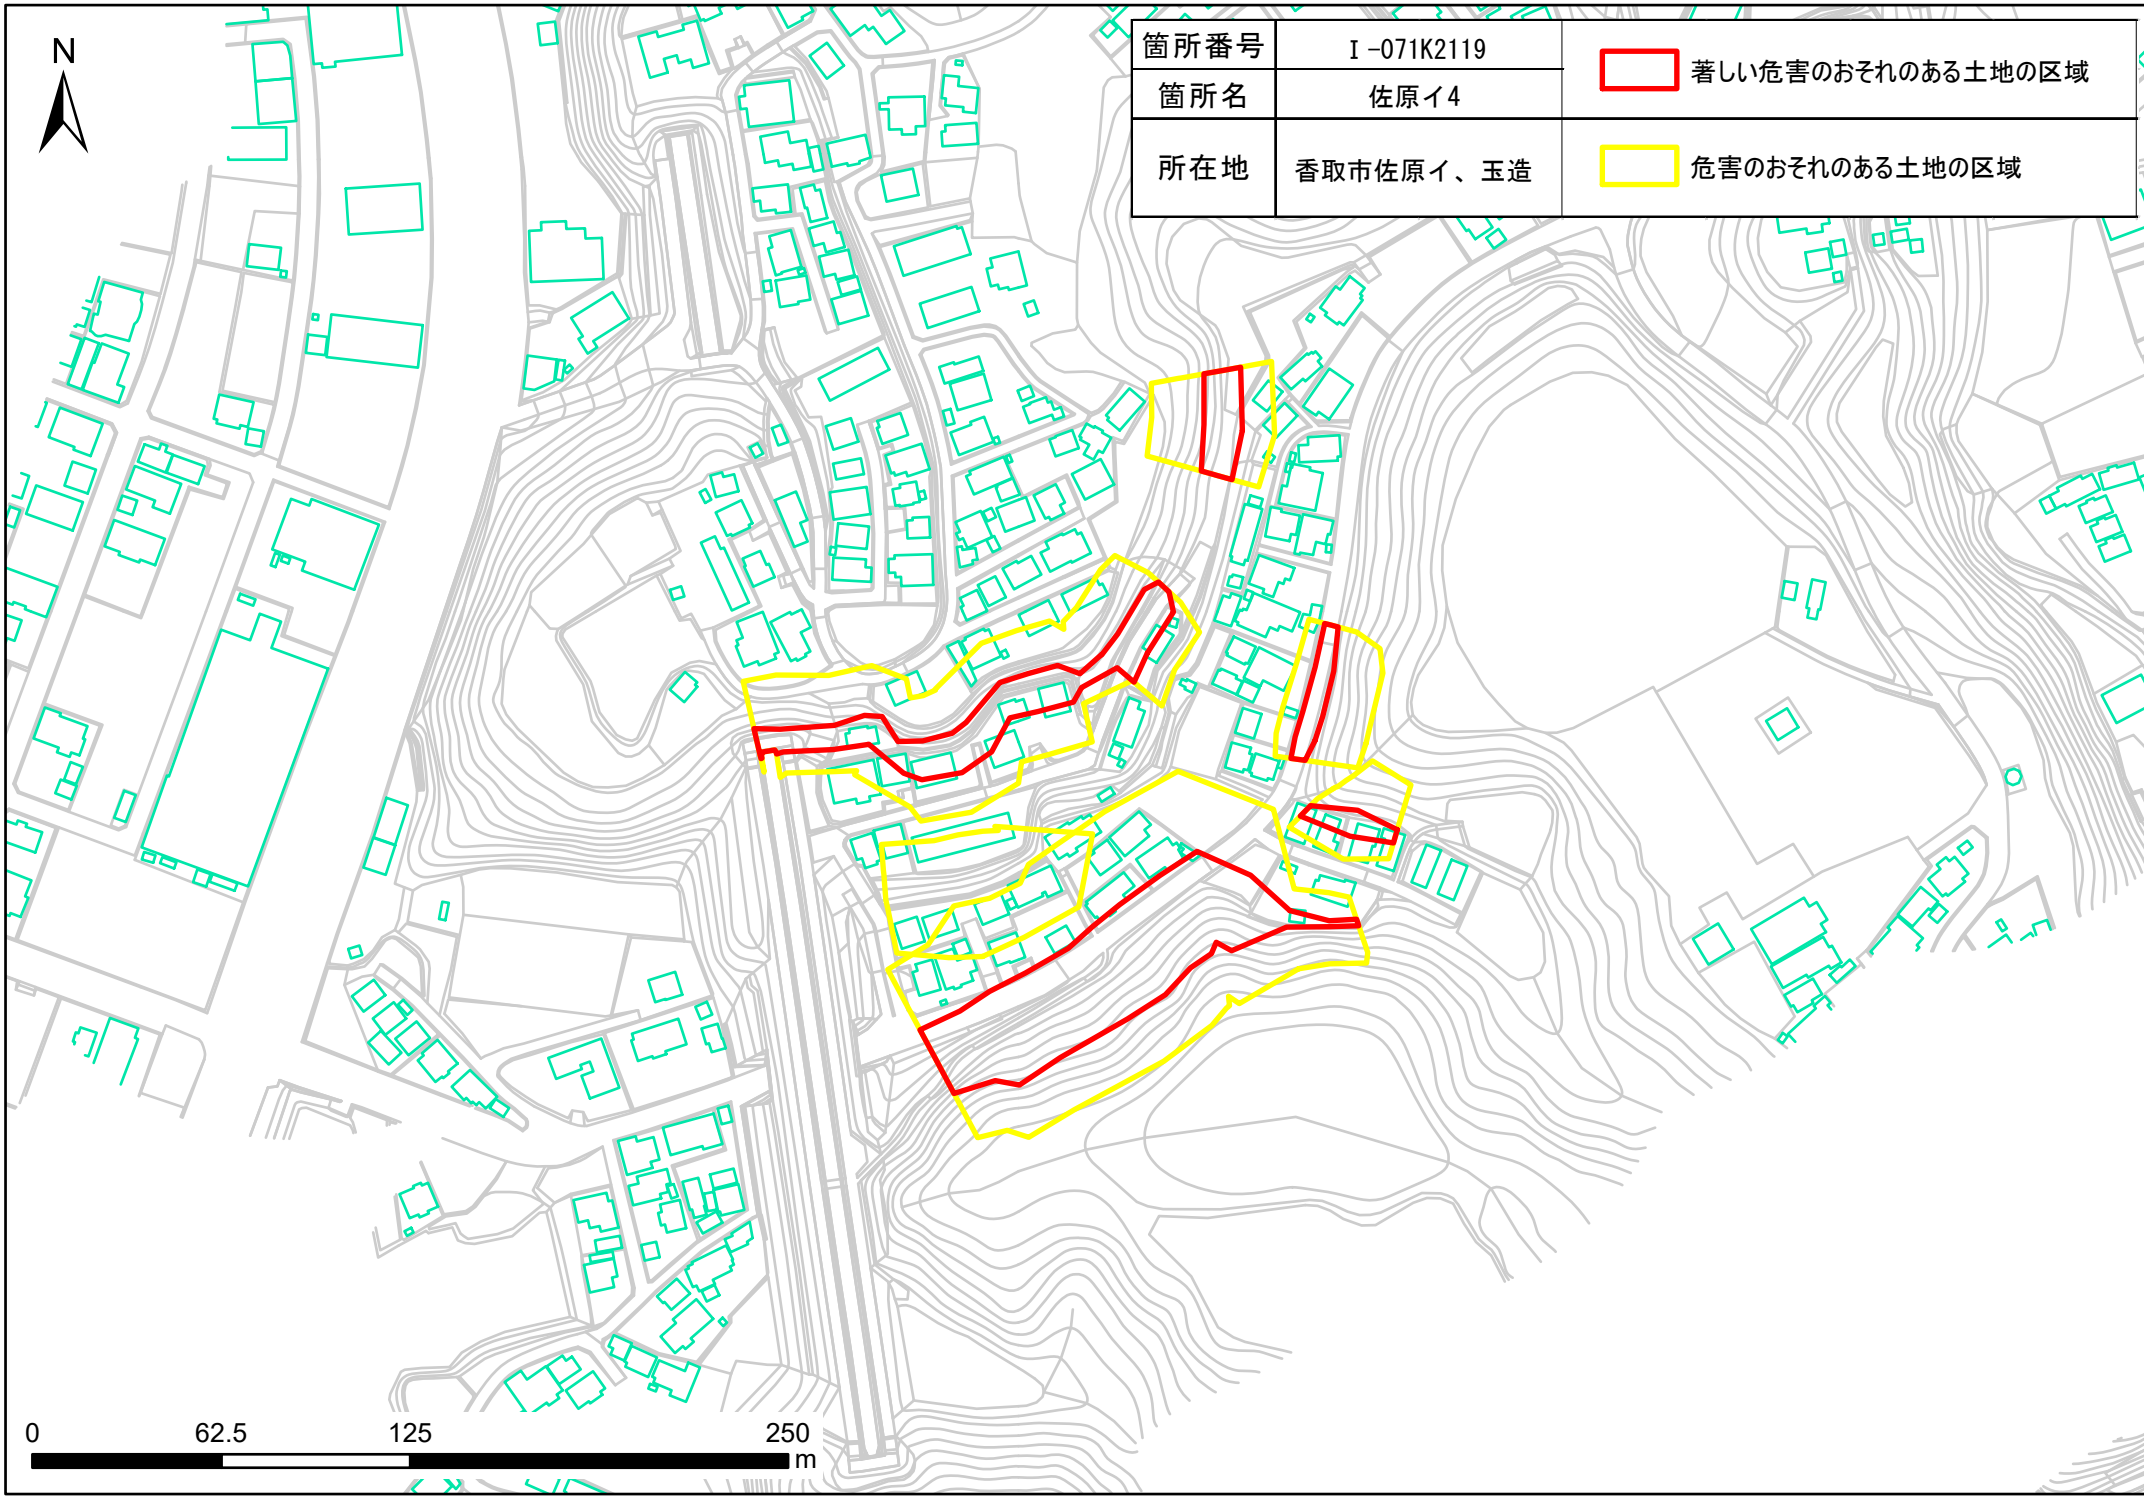 N
箇所番号 Ⅰ-071K2119
箇所名 佐原イ4
所在地 香取市佐原イ、玉造
著しい危害のおそれのある土地の区域
危害のおそれのある土地の区域
0 62.5 125 250
m